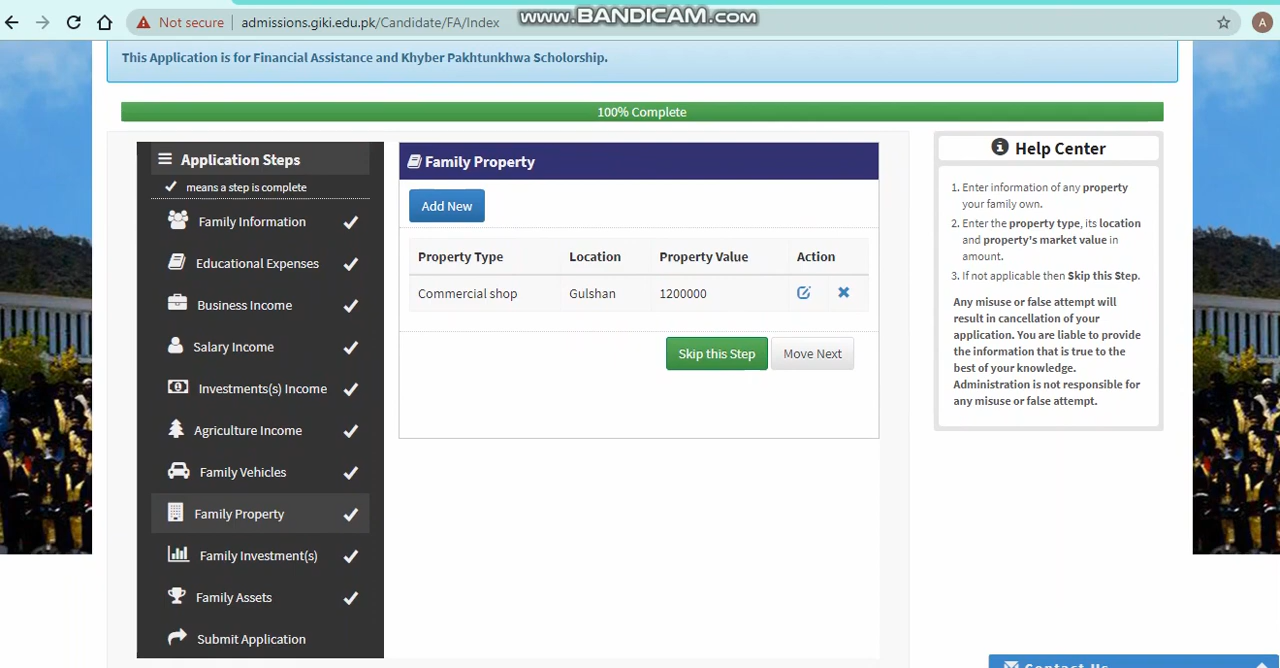 Not secure admissions.giki.edu.pk/Candidate/FA/Index
www.BANDICAM.com
A
This Application is for Financial Assistance and Khyber Pakhtunkhwa Scholorship.
100% Complete
Application Steps
✔ means a step is complete
Family Information
Educational Expenses
Business Income
Salary Income
Investments(s) Income
Agriculture Income
Family Vehicles
Family Property
Family Investment(s)
Family Assets
Submit Application
Family Property
Add New
Property Type Location Property Value Action
Commercial shop Gulshan 1200000
Skip this Step Move Next
Help Center
1. Enter information of any property
your family own.
2. Enter the property type, its location
and property's market value in
amount.
3. If not applicable then Skip this Step.
Any misuse or false attempt will
result in cancellation of your
application. You are liable to provide
the information that is true to the
best of your knowledge.
Administration is not responsible for
any misuse or false attempt.
Contact Us